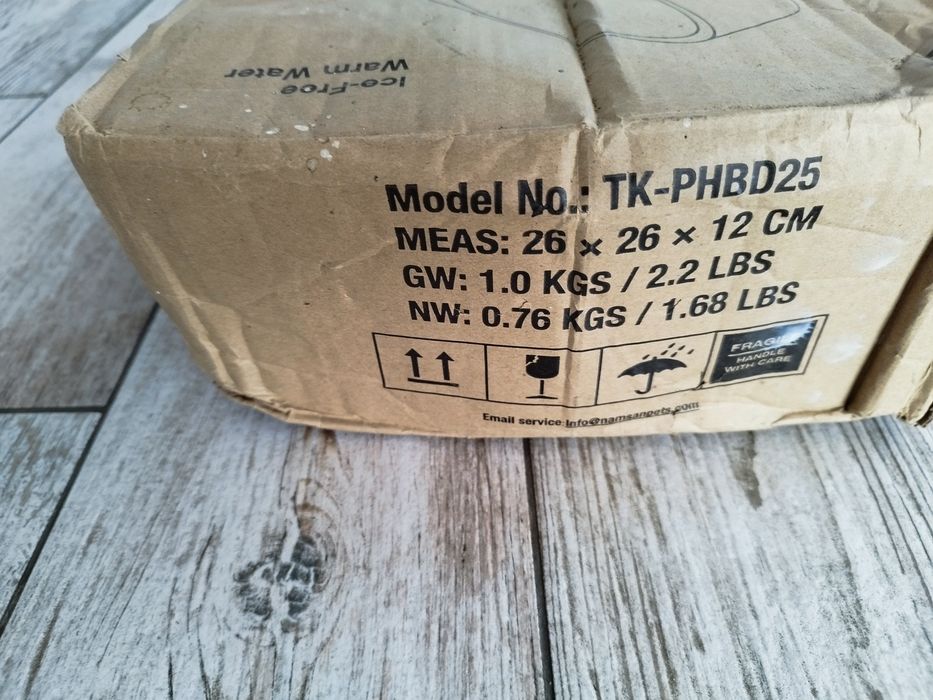 Ice-Free
Warm Water
Model No.: TK-PHBD25
MEAS: 26 × 26 × 12 CM
GW: 1.0 KGS / 2.2 LBS
NW: 0.76 KGS / 1.68 LBS
FRAGILE
HANDLE
WITH CARE
Email service:Info@namsanpets.com